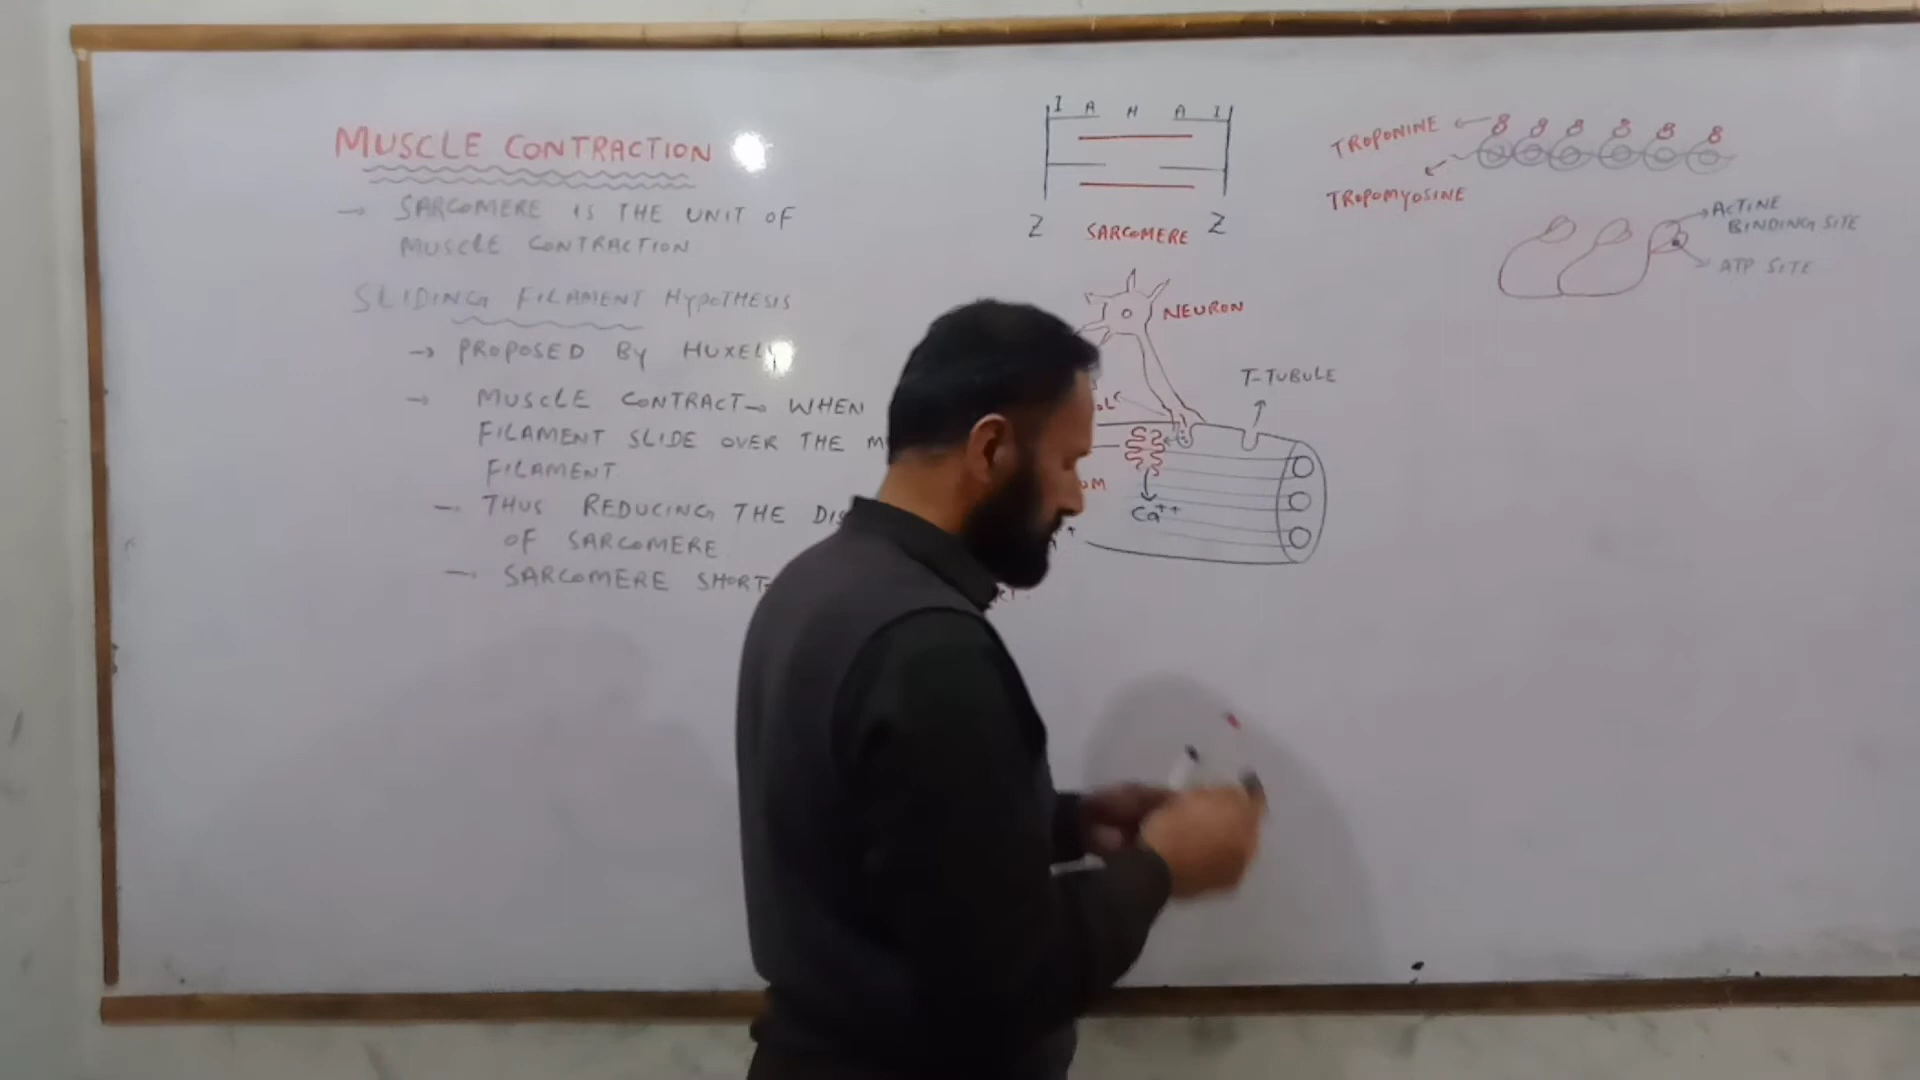 MUSCLE CONTRACTION
→ SARCOMERE IS THE UNIT OF
MUSCLE CONTRACTION
SLIDING FILAMENT HYPOTHESIS
→ PROPOSED BY HUXELY
→ MUSCLE CONTRACT → WHEN
FILAMENT SLIDE OVER THE
FILAMENT
- THUS REDUCING THE
OF SARCOMERE
- SARCOMERE SHORT
I A H A I
Z SARCOMERE Z
NEURON
T-TUBULE
Ca++
TROPONINE
TROPOMYOSINE
ACTINE
BINDING SITE
ATP SITE